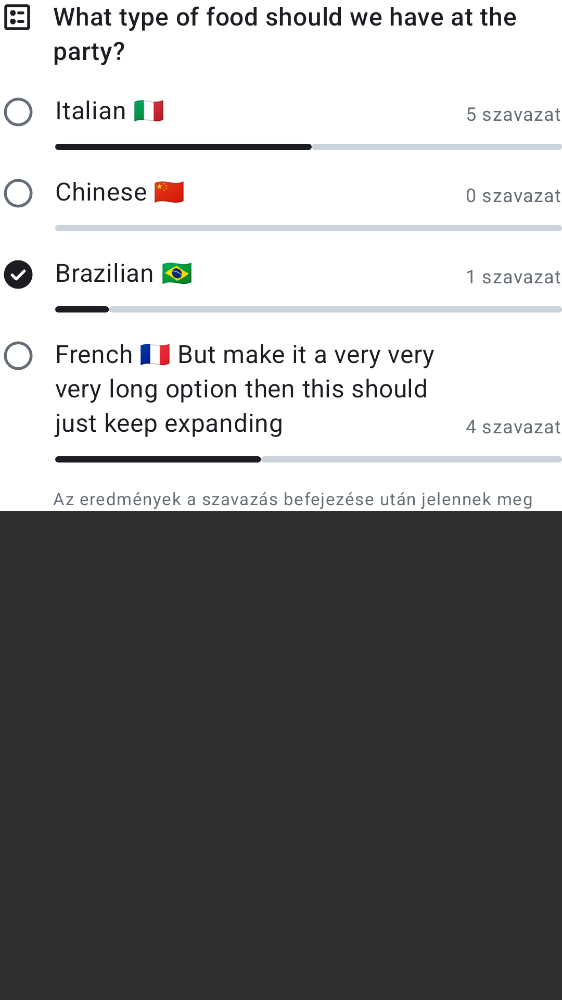 What type of food should we have at the
party?
Italian 🇮🇹
5 szavazat
Chinese 🇨🇳
0 szavazat
Brazilian 🇧🇷
1 szavazat
French 🇫🇷 But make it a very very
very long option then this should
just keep expanding
4 szavazat
Az eredmények a szavazás befejezése után jelennek meg